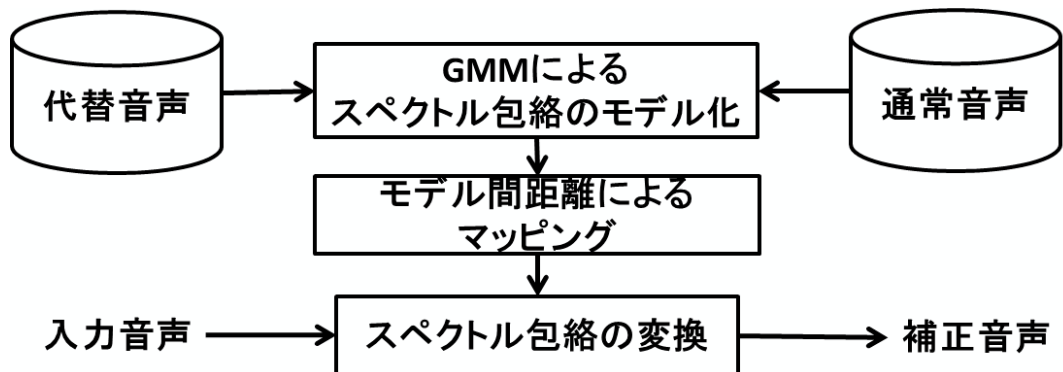 GMMによる
代替音声
スペクトル包絡のモデル化
通常音声
モデル間距離による
マッピング
入力音声
スペクトル包絡の変換
補正音声